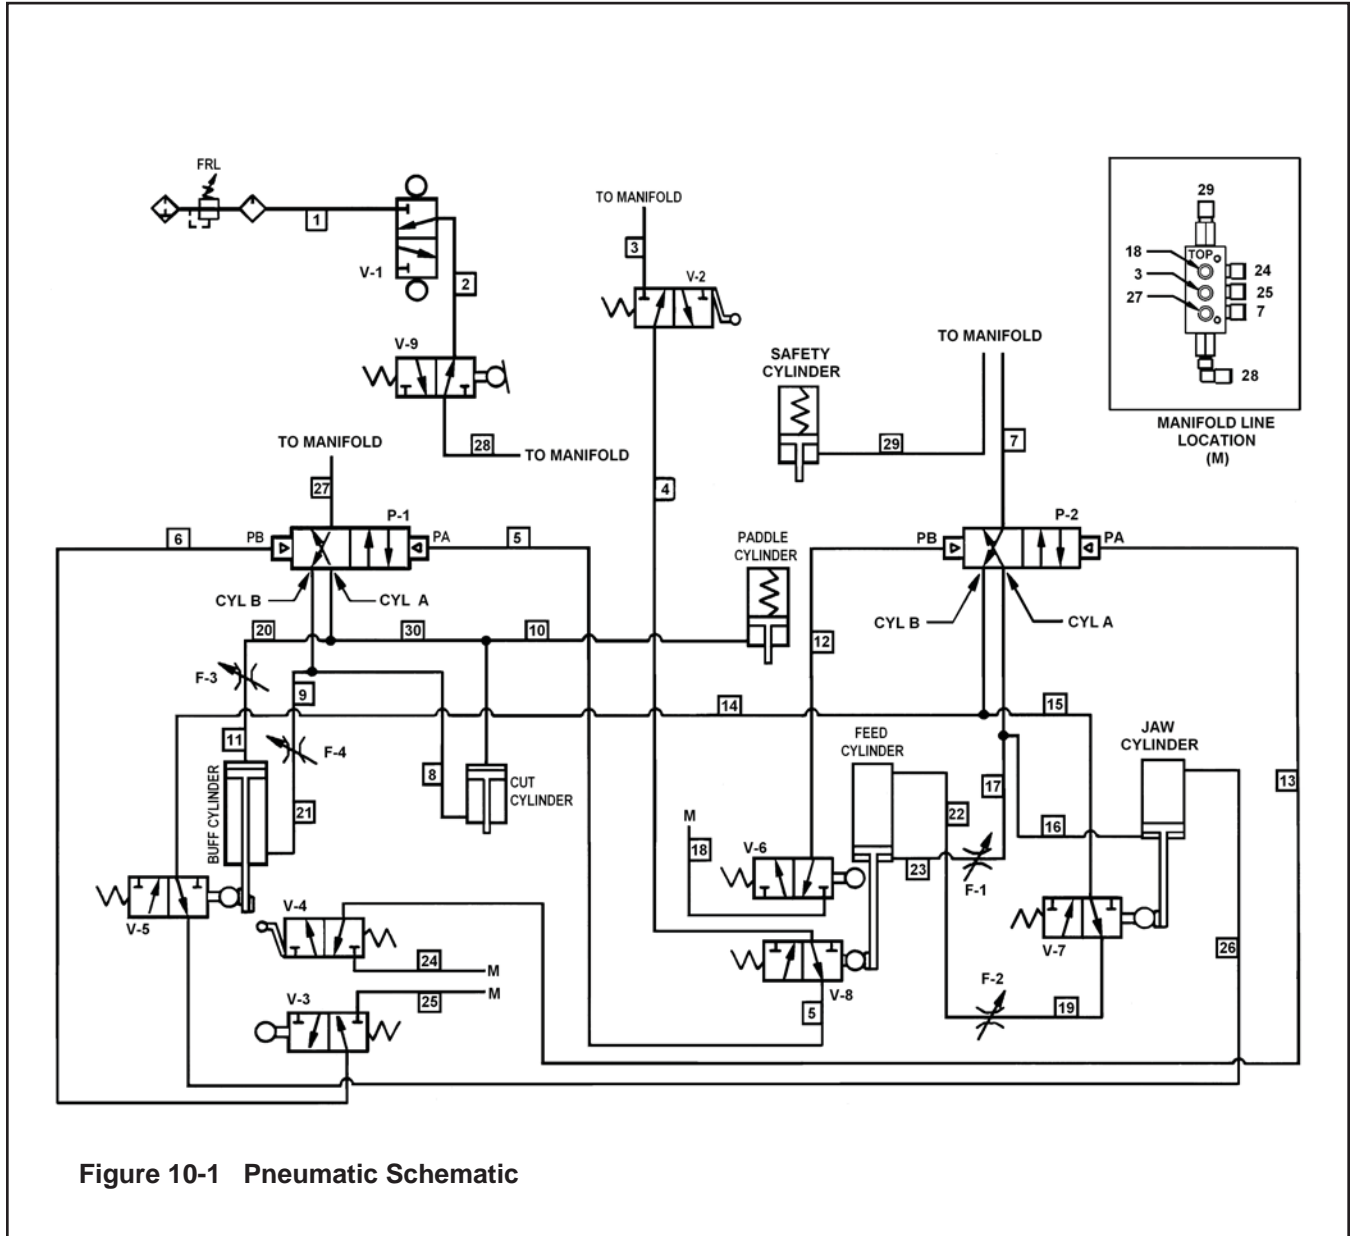 FRL
1
V-1
2
V-9
28
TO MANIFOLD
TO MANIFOLD
3
V-2
4
SAFETY
CYLINDER
29
TO MANIFOLD
7
29
18
TOP
24
3
25
27
7
28
MANIFOLD LINE
LOCATION
(M)
TO MANIFOLD
27
P-1
6
PB
PA
5
CYL B
CYL A
PADDLE
CYLINDER
P-2
PB
PA
CYL B
CYL A
12
20
30
10
F-3
9
14
15
11
F-4
BUFF CYLINDER
21
8
CUT
CYLINDER
FEED
CYLINDER
JAW
CYLINDER
17
13
22
16
M
18
V-6
23
F-1
V-5
V-4
24
M
25
M
V-3
V-8
5
V-7
26
F-2
19
Figure 10-1 Pneumatic Schematic